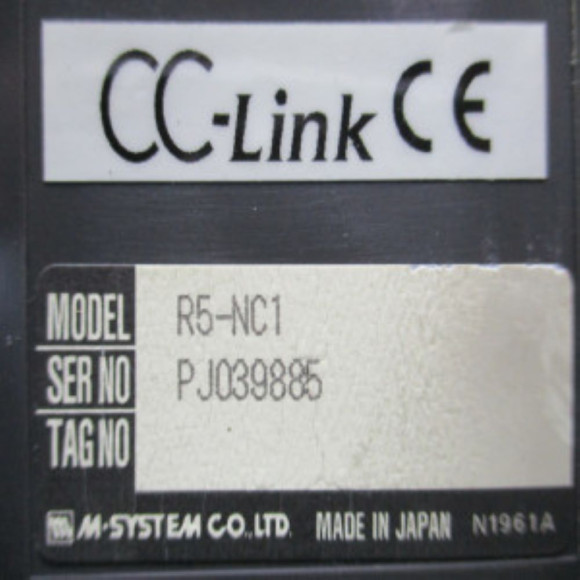 CC-Link CE
MODEL R5-NC1
SER NO PJ039885
TAG NO
M-SYSTEM CO.,LTD. MADE IN JAPAN N1961A